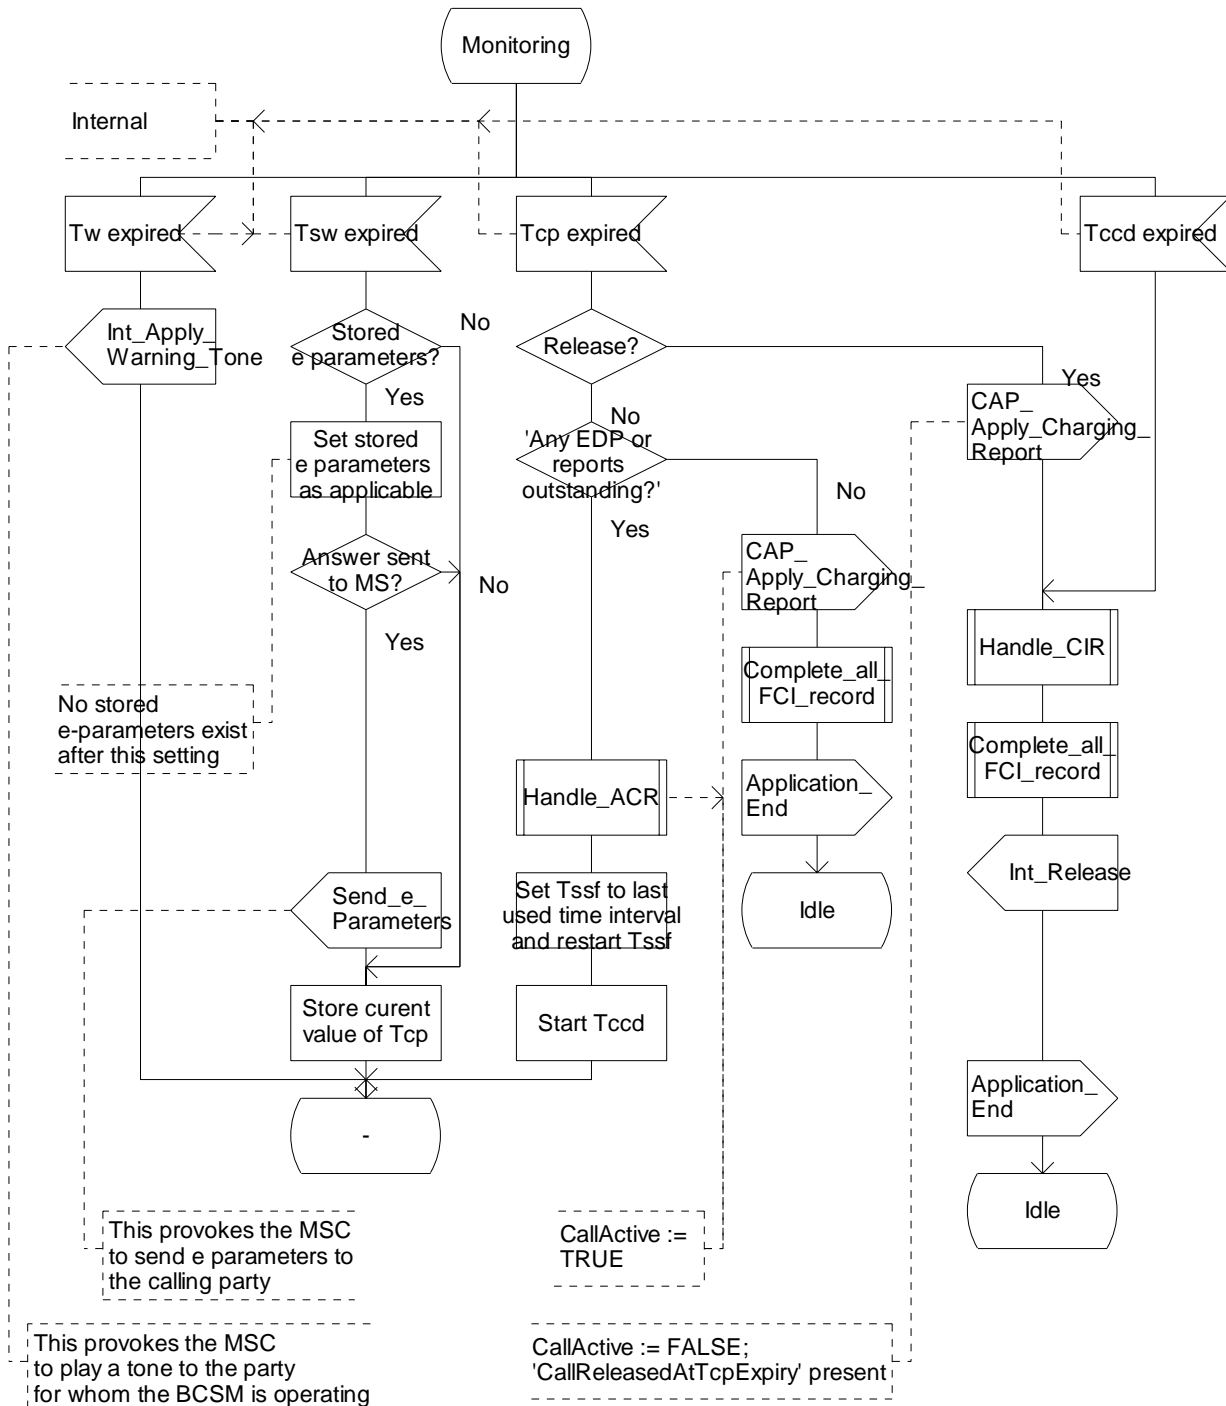 Monitoring
Internal
Tw expired
Tsw expired
Tcp expired
Tccd expired
Int_Apply_
Warning_Tone
Stored
e parameters?
No
Yes
Release?
Yes
No
CAP_
Apply_Charging_
Report
Set stored
e parameters
as applicable
'Any EDP or
reports
outstanding?'
No
Yes
Answer sent
to MS?
No
Yes
CAP_
Apply_Charging_
Report
Handle_CIR
Complete_all_
FCI_record
No stored
e-parameters exist
after this setting
Complete_all_
FCI_record
Handle_ACR
Application_
End
Int_Release
Send_e_
Parameters
Set Tssf to last
used time interval
and restart Tssf
Idle
Store curent
value of Tcp
Start Tccd
Application_
End
-
Idle
This provokes the MSC
to send e parameters to
the calling party
CallActive :=
TRUE
This provokes the MSC
to play a tone to the party
for whom the BCSM is operating
CallActive := FALSE;
'CallReleasedAtTcpExpiry' present